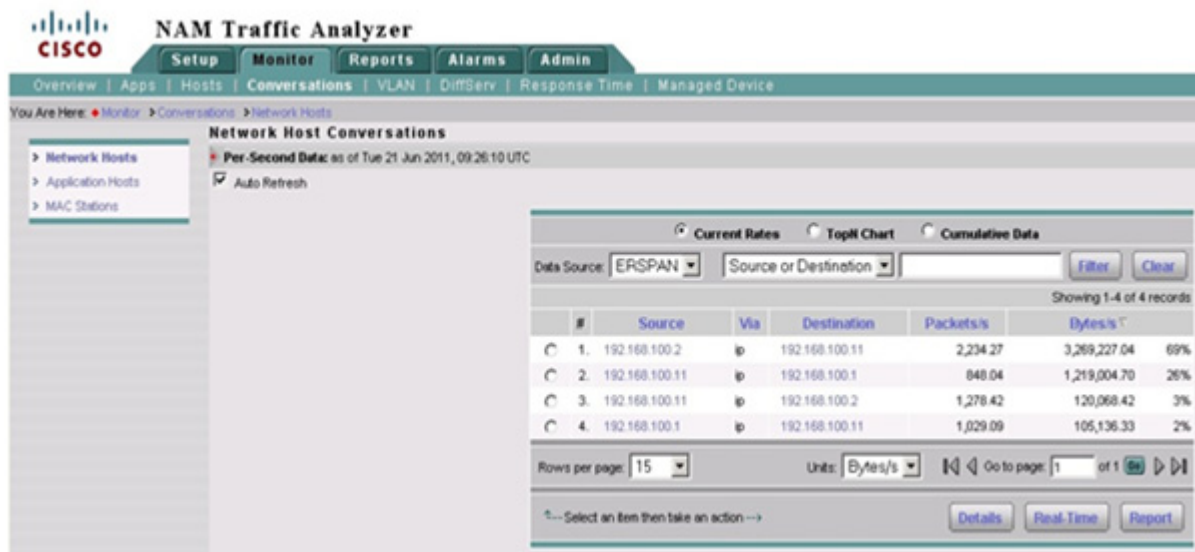 CISCO
NAM Traffic Analyzer
Setup Monitor Reports Alarms Admin
Overview | Apps | Hosts | Conversations | VLAN | DiffServ | Response Time | Managed Device
You Are Here: Monitor > Conversations > Network Hosts
> Network Hosts
> Application Hosts
> MAC Stations
Network Host Conversations
Per-Second Data: as of Tue 21 Jun 2011, 09:26:10 UTC
Auto Refresh
Current Rates TopN Chart Cumulative Data
Data Source: ERSPAN Source or Destination Filter Clear
Showing 1-4 of 4 records
# Source Via Destination Packets/s Bytes/s
1. 192.168.100.2 ip 192.168.100.11 2,234.27 3,269,227.04 69%
2. 192.168.100.11 ip 192.168.100.1 848.04 1,219,004.70 26%
3. 192.168.100.11 ip 192.168.100.2 1,278.42 120,068.42 3%
4. 192.168.100.1 ip 192.168.100.11 1,029.09 105,136.33 2%
Rows per page: 15 Units: Bytes/s Go to page: 1 of 1 Go
Select an item then take an action --> Details Real-Time Report